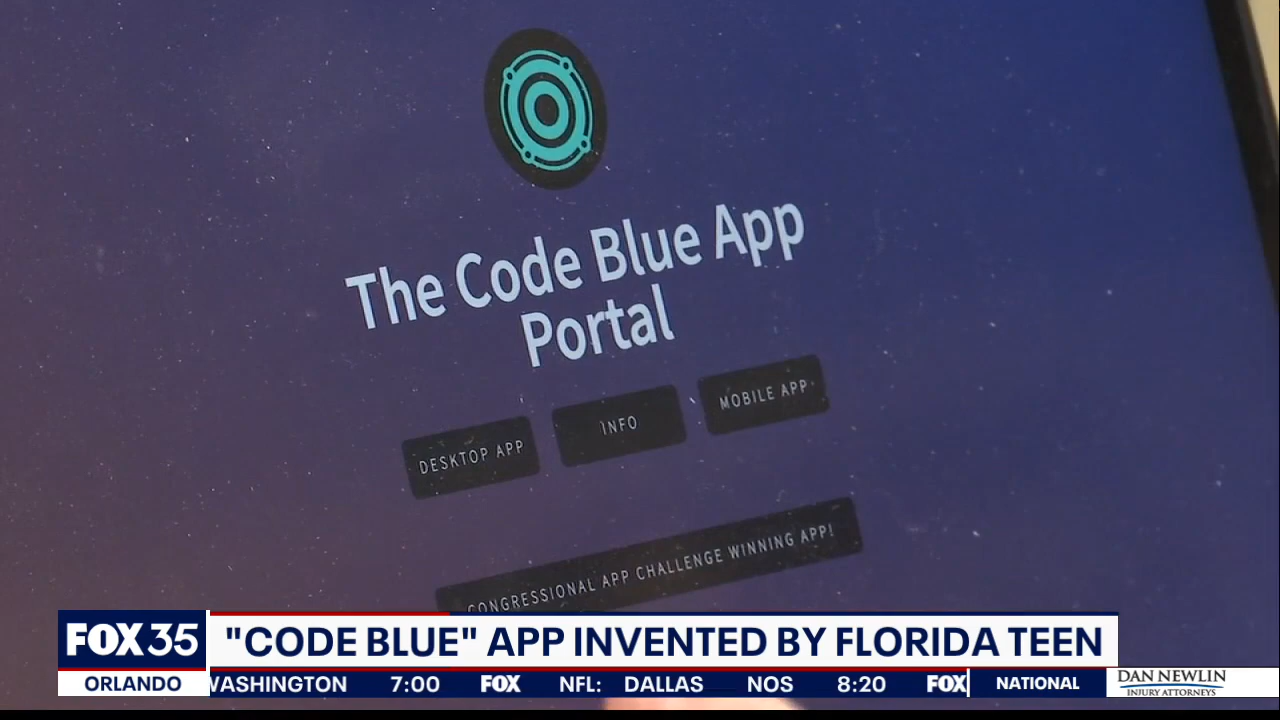 The Code Blue App
Portal
DESKTOP APP
INFO
MOBILE APP
CONGRESSIONAL APP CHALLENGE WINNING APP!
FOX 35
"CODE BLUE" APP INVENTED BY FLORIDA TEEN
ORLANDO
WASHINGTON 7:00 FOX NFL: DALLAS NOS 8:20 FOX
NATIONAL
DAN NEWLIN
INJURY ATTORNEYS